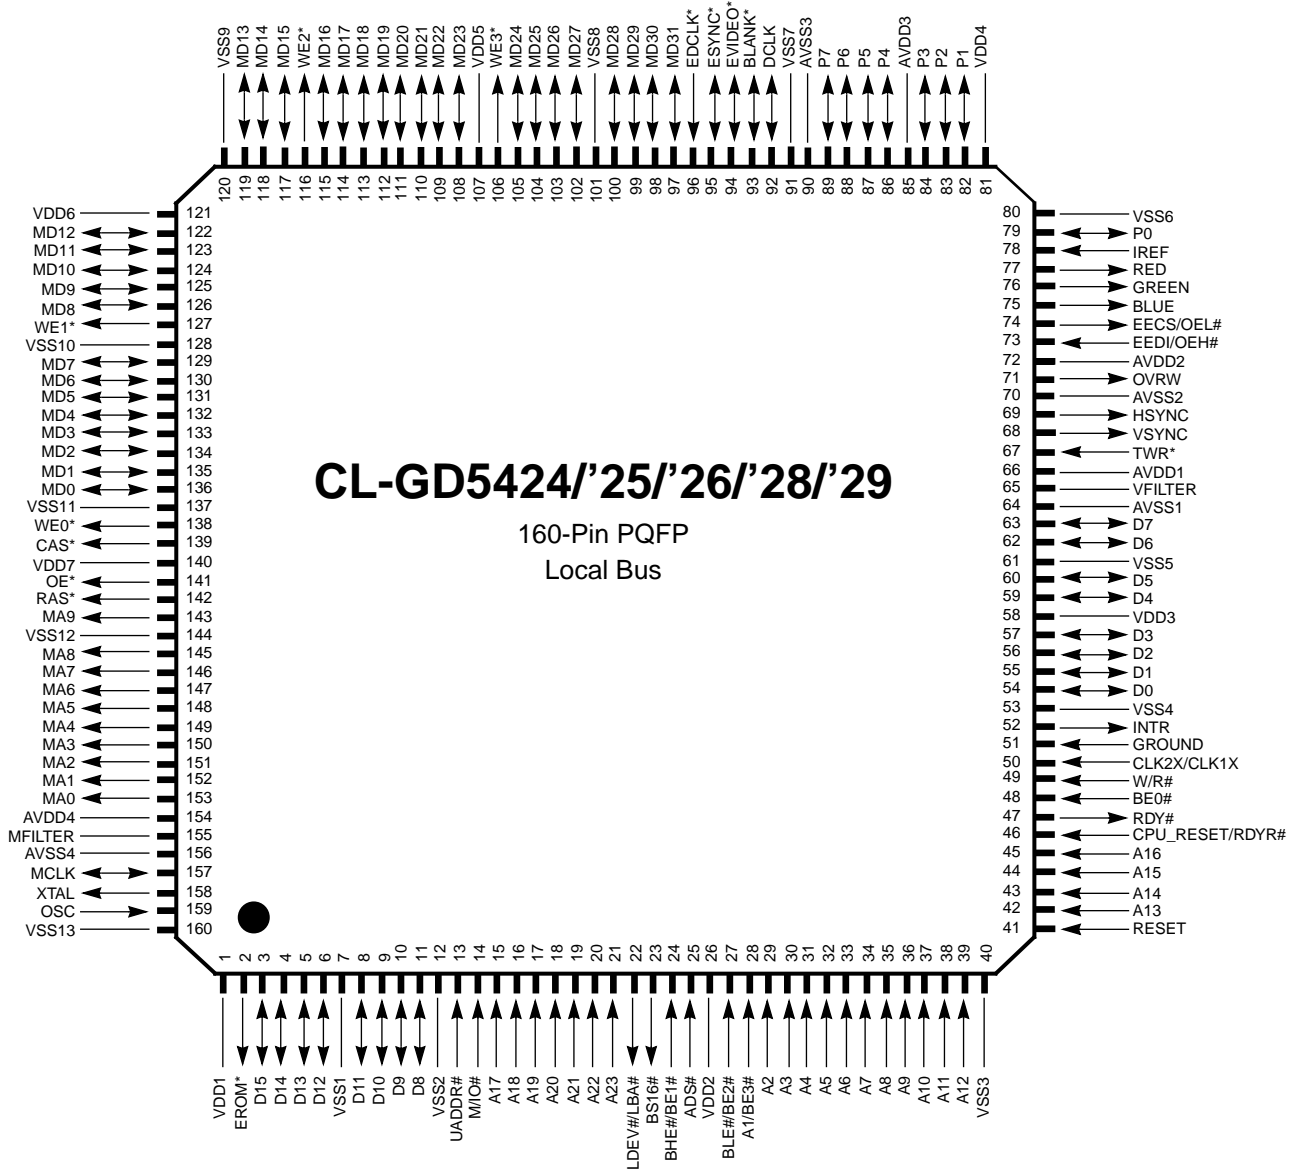 VSS9 MD13 MD14 MD15 WE2* MD16 MD17 MD18 MD19 MD20 MD21 MD22 MD23 VDD5 WE3* MD24 MD25 MD26 MD27 VSS8 MD28 MD29 MD30 MD31 EDCLK* ESYNC* EVIDEO* BLANK* DCLK VSS7 AVSS3 P7 P6 P5 P4 AVDD3 P3 P2 P1 VDD4
120 119 118 117 116 115 114 113 112 111 110 109 108 107 106 105 104 103 102 101 100 99 98 97 96 95 94 93 92 91 90 89 88 87 86 85 84 83 82 81
VDD6 121
MD12 122
MD11 123
MD10 124
MD9 125
MD8 126
WE1* 127
VSS10 128
MD7 129
MD6 130
MD5 131
MD4 132
MD3 133
MD2 134
MD1 135
MD0 136
VSS11 137
WE0* 138
CAS* 139
VDD7 140
OE* 141
RAS* 142
MA9 143
VSS12 144
MA8 145
MA7 146
MA6 147
MA5 148
MA4 149
MA3 150
MA2 151
MA1 152
MA0 153
AVDD4 154
MFILTER 155
AVSS4 156
MCLK 157
XTAL 158
OSC 159
VSS13 160
CL-GD5424/’25/’26/’28/’29
160-Pin PQFP
Local Bus
80 VSS6
79 P0
78 IREF
77 RED
76 GREEN
75 BLUE
74 EECS/OEL#
73 EEDI/OEH#
72 AVDD2
71 OVRW
70 AVSS2
69 HSYNC
68 VSYNC
67 TWR*
66 AVDD1
65 VFILTER
64 AVSS1
63 D7
62 D6
61 VSS5
60 D5
59 D4
58 VDD3
57 D3
56 D2
55 D1
54 D0
53 VSS4
52 INTR
51 GROUND
50 CLK2X/CLK1X
49 W/R#
48 BE0#
47 RDY#
46 CPU_RESET/RDYR#
45 A16
44 A15
43 A14
42 A13
41 RESET
1 2 3 4 5 6 7 8 9 10 11 12 13 14 15 16 17 18 19 20 21 22 23 24 25 26 27 28 29 30 31 32 33 34 35 36 37 38 39 40
VDD1 EROM* D15 D14 D13 D12 VSS1 D11 D10 D9 D8 VSS2 UADDR# M/IO# A17 A18 A19 A20 A21 A22 A23 LDEV#/LBA# BS16# BHE#/BE1# ADS# VDD2 BLE#/BE2# A1/BE3# A2 A3 A4 A5 A6 A7 A8 A9 A10 A11 A12 VSS3